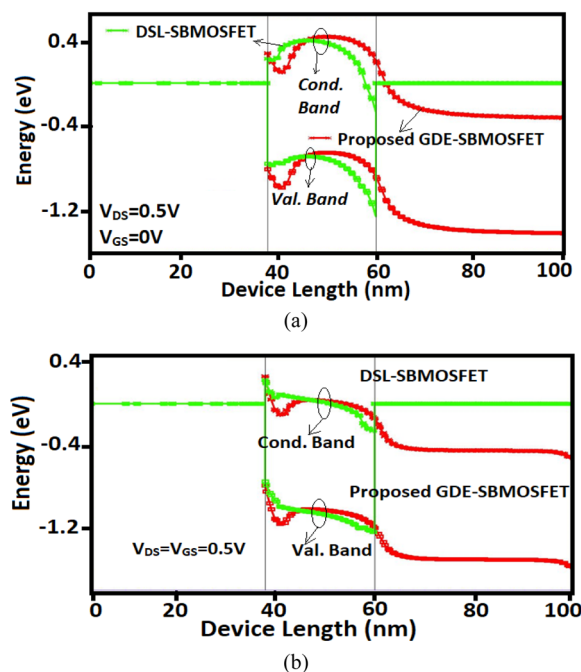 (a)
0.4
DSL-SBMOSFET
Cond.
Band
-0.4
Energy (eV)
Proposed GDE-SBMOSFET
Val. Band
-1.2
VDS=0.5V
VGS=0V
0 20 40 60 80 100
Device Length (nm)
(a)
0.4
DSL-SBMOSFET
Energy (eV)
-0.4
Cond. Band
Proposed GDE-SBMOSFET
-1.2
VDS=VGS=0.5V
Val. Band
0 20 40 60 80 100
Device Length (nm)
(b)